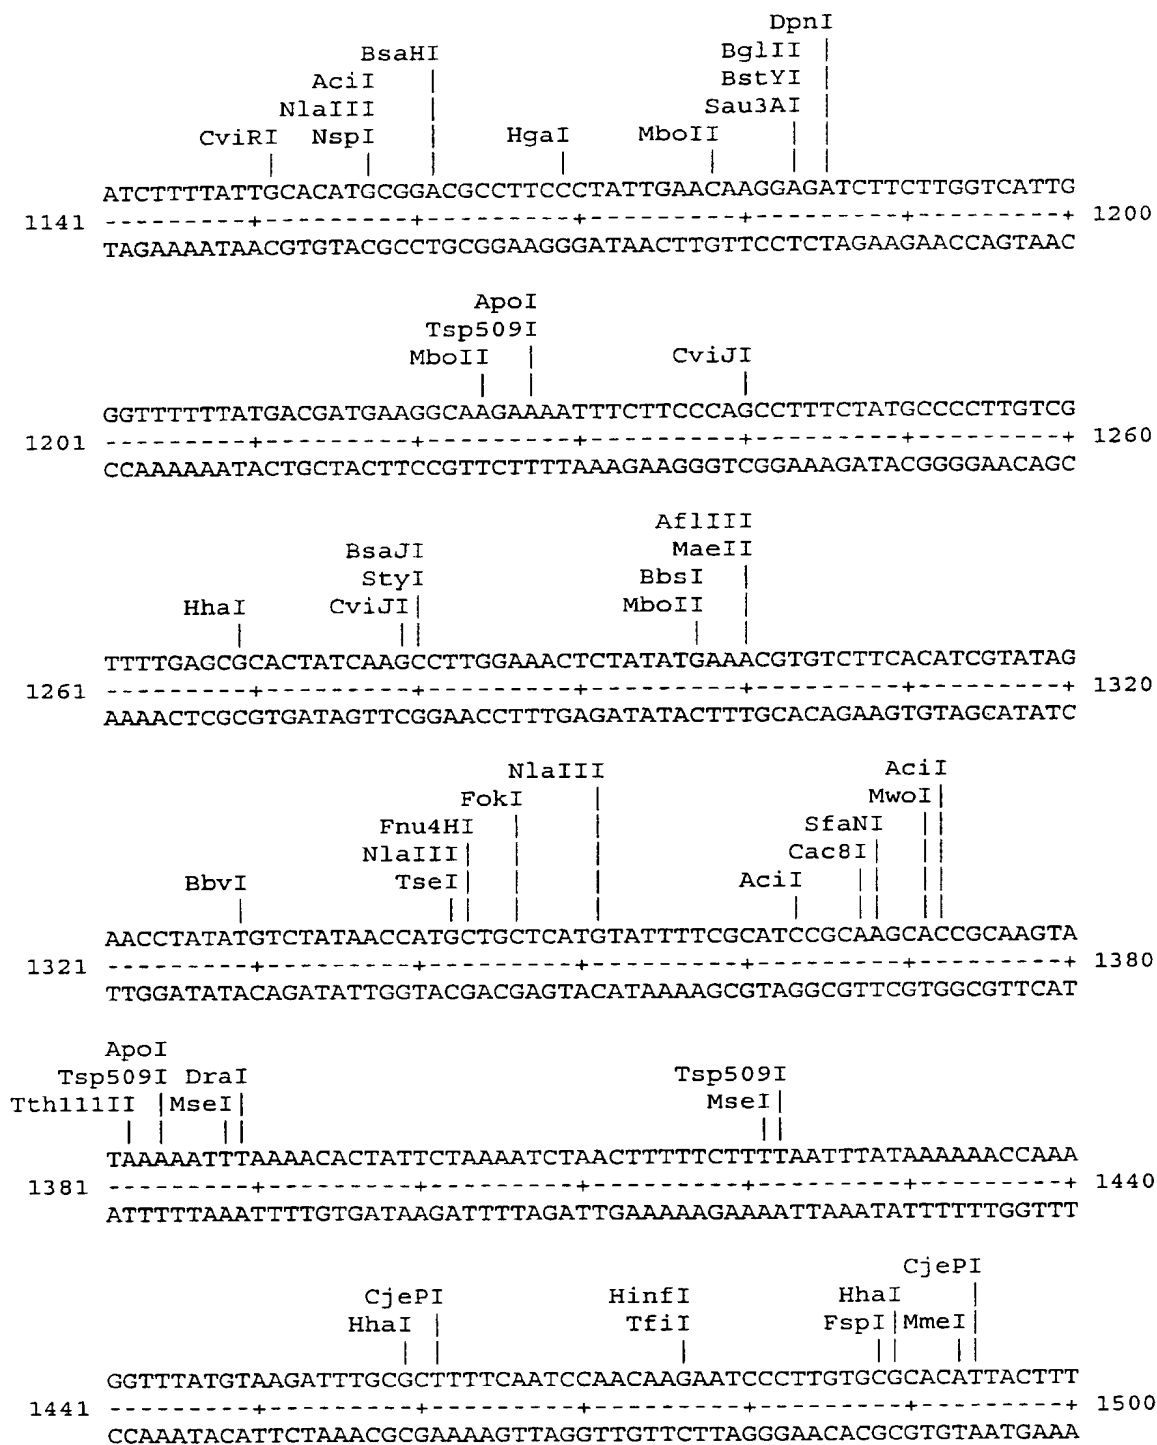 DpnI
BsaHI BglII
AciI BstYI
NlaIII Sau3AI
CviRI NspI HgaI MboII
ATCTTTTATTGCACATGCGGACGCCTTCCCTATTGAACAAGGAGATCTTCTTGGTCATTG
1141 ---------+---------+---------+---------+---------+---------+ 1200
TAGAAAATAACGTGTACGCCTGCGGAAGGGATAACTTGTTCCTCTAGAAGAACCAGTAAC
ApoI
Tsp509I
MboII CviJI
GGTTTTTTATGACGATGAAGGCAAGAAAATTTCTTCCCAGCCTTTCTATGCCCCTTGTCG
1201 ---------+---------+---------+---------+---------+---------+ 1260
CCAAAAAATACTGCTACTTCCGTTCTTTTAAAGAAGGGTCGGAAAGATACGGGGAACAGC
AflIII
BsaJI MaeII
StyI BbsI
HhaI CviJI MboII
TTTTGAGCGCACTATCAAGCCTTGGAAACTCTATATGAAACGTGTCTTCACATCGTATAG
1261 ---------+---------+---------+---------+---------+---------+ 1320
AAAACTCGCGTGATAGTTCGGAACCTTTGAGATATACTTTGCACAGAAGTGTAGCATATC
NlaIII AciI
FokI MwoI
Fnu4HI SfaNI
NlaIII Cac8I
BbvI TseI AciI
AACCTATATGTCTATAACCATGCTGCTCATGTATTTTCGCATCCGCAAGCACCGCAAGTA
1321 ---------+---------+---------+---------+---------+---------+ 1380
TTGGATATACAGATATTGGTACGACGAGTACATAAAAGCGTAGGCGTTCGTGGCGTTCAT
ApoI
Tsp509I DraI Tsp509I
Tth111II MseI MseI
TAAAAATTTAAAACACTATTCTAAAATCTAACTTTTTCTTTTAATTTATAAAAAACCAAA
1381 ---------+---------+---------+---------+---------+---------+ 1440
ATTTTTAAATTTTGTGATAAGATTTTAGATTGAAAAAGAAAATTAAATATTTTTTGGTTT
CjePI
CjePI HinfI HhaI
HhaI TfiI FspI MmeI
GGTTTATGTAAGATTTGCGCTTTTCAATCCAACAAGAATCCCTTGTGCGCACATTACTTT
1441 ---------+---------+---------+---------+---------+---------+ 1500
CCAAATACATTCTAAACGCGAAAAGTTAGGTTGTTCTTAGGGAACACGCGTGTAATGAAA